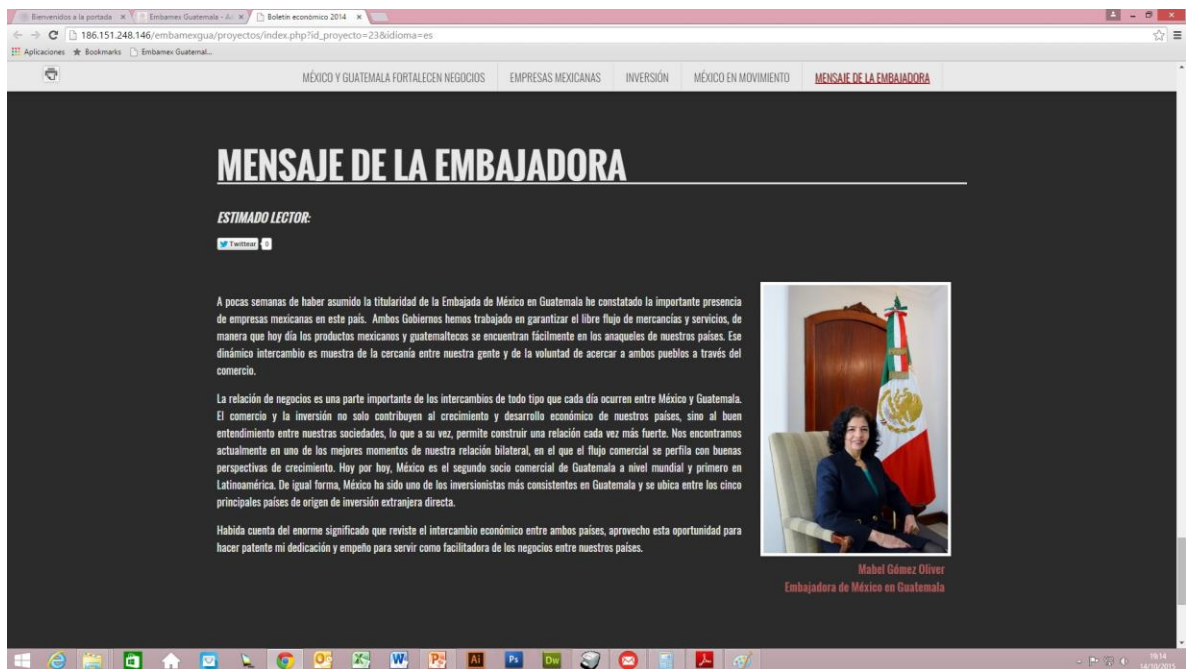 Bienvenidos a la portada
Embamex Guatemala - Ad
Boletín económico 2014
186.151.248.146/embamexgua/proyectos/index.php?id_proyecto=23&idioma=es
Aplicaciones
Bookmarks
Embamex Guatemal...
MÉXICO Y GUATEMALA FORTALECEN NEGOCIOS
EMPRESAS MEXICANAS
INVERSIÓN
MÉXICO EN MOVIMIENTO
MENSAJE DE LA EMBAJADORA
MENSAJE DE LA EMBAJADORA
ESTIMADO LECTOR:
Twittear 0
A pocas semanas de haber asumido la titularidad de la Embajada de México en Guatemala he constatado la importante presencia
de empresas mexicanas en este país. Ambos Gobiernos hemos trabajado en garantizar el libre flujo de mercancías y servicios, de
manera que hoy día los productos mexicanos y guatemaltecos se encuentran fácilmente en los anaqueles de nuestros países. Ese
dinámico intercambio es muestra de la cercanía entre nuestra gente y de la voluntad de acercar a ambos pueblos a través del
comercio.
La relación de negocios es una parte importante de los intercambios de todo tipo que cada día ocurren entre México y Guatemala.
El comercio y la inversión no solo contribuyen al crecimiento y desarrollo económico de nuestros países, sino al buen
entendimiento entre nuestras sociedades, lo que a su vez, permite construir una relación cada vez más fuerte. Nos encontramos
actualmente en uno de los mejores momentos de nuestra relación bilateral, en el que el flujo comercial se perfila con buenas
perspectivas de crecimiento. Hoy por hoy, México es el segundo socio comercial de Guatemala a nivel mundial y primero en
Latinoamérica. De igual forma, México ha sido uno de los inversionistas más consistentes en Guatemala y se ubica entre los cinco
principales países de origen de inversión extranjera directa.
Habida cuenta del enorme significado que reviste el intercambio económico entre ambos países, aprovecho esta oportunidad para
hacer patente mi dedicación y empeño para servir como facilitadora de los negocios entre nuestros países.
Mabel Gómez Oliver
Embajadora de México en Guatemala
Ai
Ps
Dw
19:14
14/10/2015